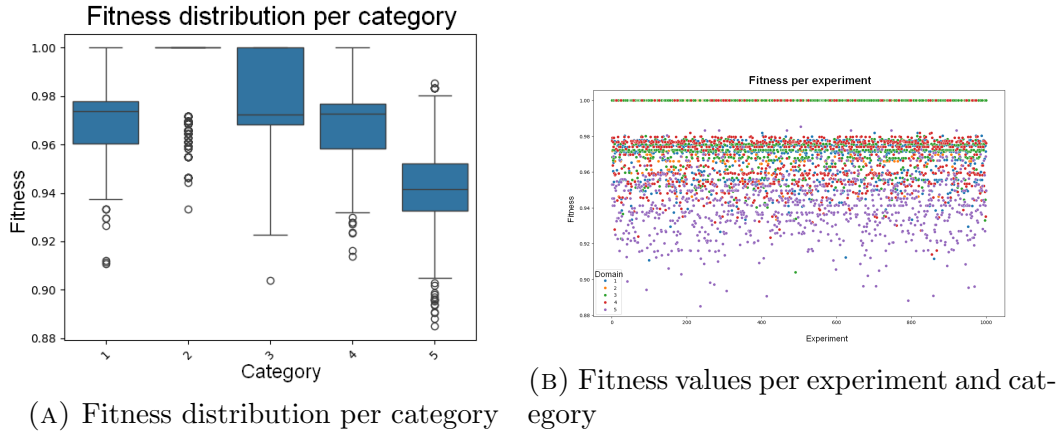 Fitness distribution per category
1.00
0.98
0.96
0.94
0.92
0.90
0.88
Fitness
1 2 3 4 5
Category
(A) Fitness distribution per category
Fitness per experiment
1.00
0.98
0.96
0.94
0.92
0.90
0.88
Fitness
Domain
1
2
3
4
5
0 200 400 600 800 1000
Experiment
(B) Fitness values per experiment and cat-
egory